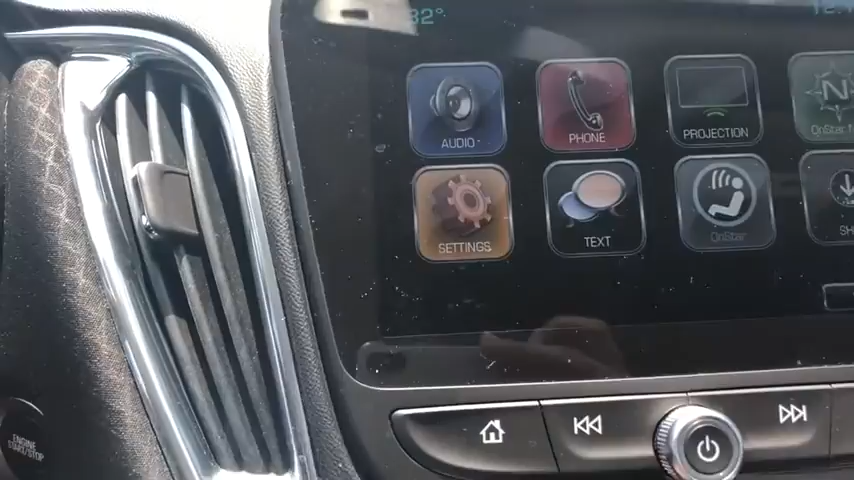 32°
AUDIO
PHONE
PROJECTION
N
OnStar
SETTINGS
TEXT
OnStar
ENGINE
START/STOP